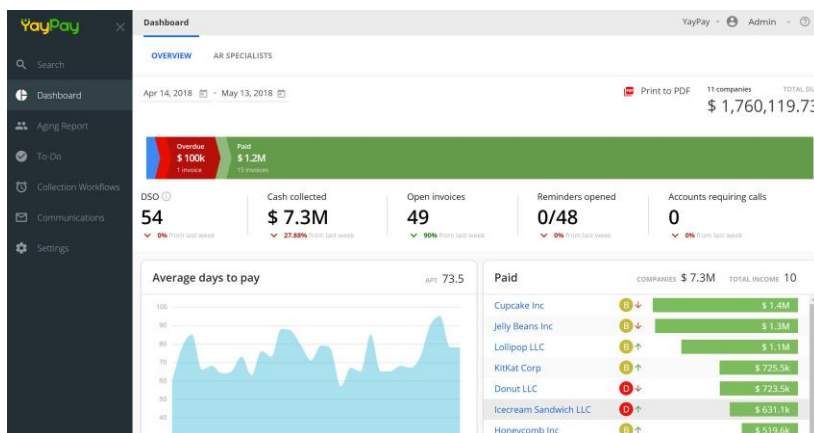 YayPay
Search
Dashboard
Aging Report
To-Do
Collection Workflows
Communications
Settings
Dashboard
YayPay
Admin
OVERVIEW
AR SPECIALISTS
Apr 14, 2018 - May 13, 2018
Print to PDF
11 companies
TOTAL DU
$ 1,760,119.73
Overdue
$ 100k
1 invoice
Paid
$ 1.2M
15 invoices
DSO
54
0% from last week
Cash collected
$ 7.3M
27.88% from last week
Open invoices
49
90% from last week
Reminders opened
0/48
0% from last week
Accounts requiring calls
0
0% from last week
Average days to pay
APT 73.5
100
90
80
70
60
50
40
Paid
COMPANIES $ 7.3M TOTAL INCOME 10
Cupcake Inc B $ 1.4M
Jelly Beans Inc B $ 1.3M
Lollipop LLC B $ 1.1M
KitKat Corp B $ 725.5k
Donut LLC D $ 723.5k
Icecream Sandwich LLC D $ 631.1k
Honeycomb Inc B $ 519.6k